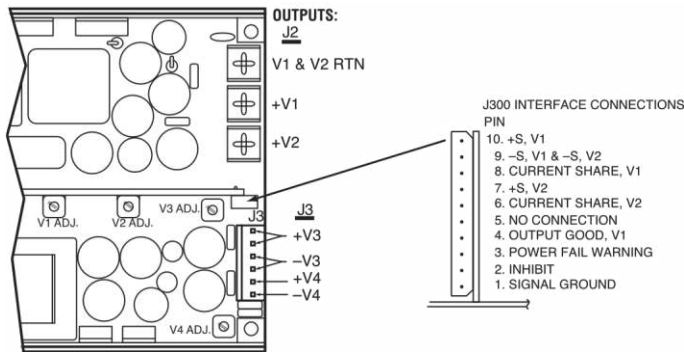 OUTPUTS:
J2
V1 & V2 RTN
+V1
+V2
V1 ADJ.
V2 ADJ.
V3 ADJ.
J3
J3
+V3
−V3
+V4
−V4
V4 ADJ.
J300 INTERFACE CONNECTIONS
PIN
10. +S, V1
9. –S, V1 & –S, V2
8. CURRENT SHARE, V1
7. +S, V2
6. CURRENT SHARE, V2
5. NO CONNECTION
4. OUTPUT GOOD, V1
3. POWER FAIL WARNING
2. INHIBIT
1. SIGNAL GROUND